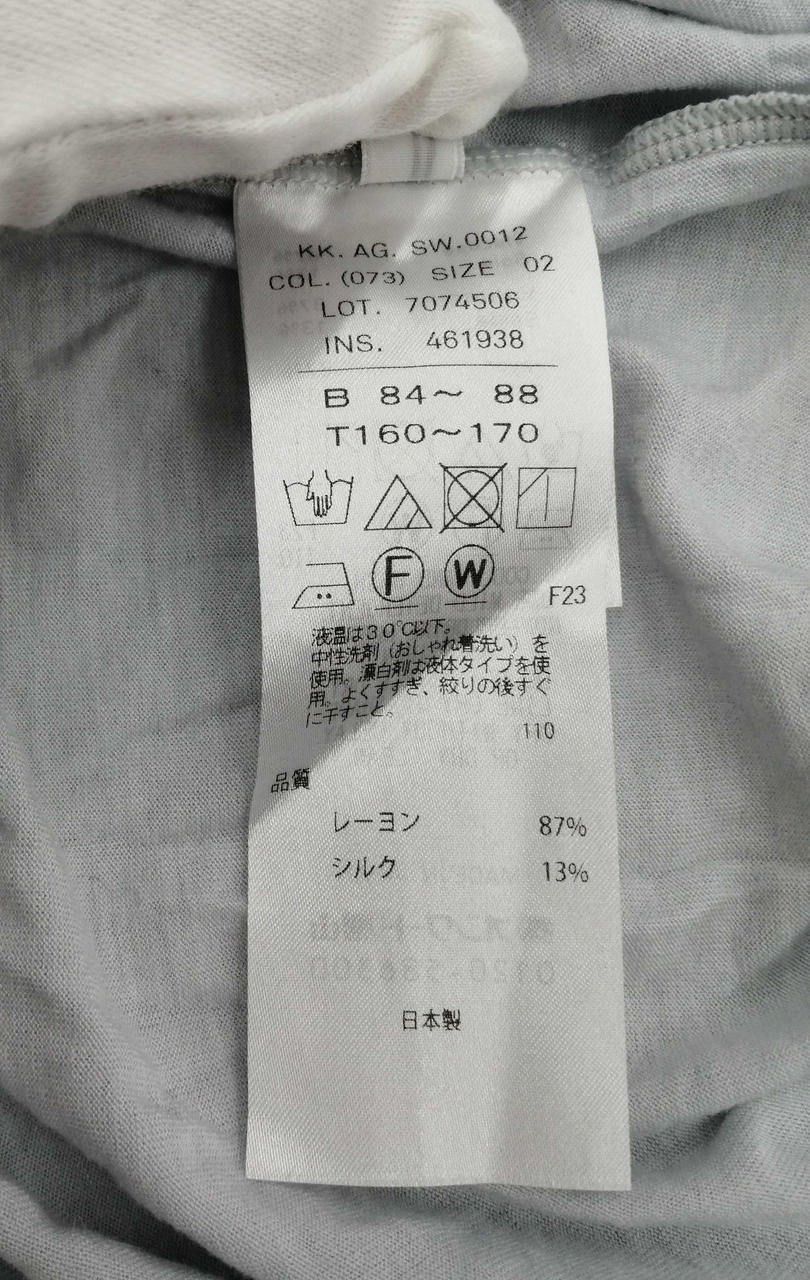 KK. AG. SW.0012
COL. (073) SIZE 02
LOT. 7074506
INS. 461938
B 84〜 88
T160〜170
F
W
F23
液温は30℃以下。
中性洗剤（おしゃれ着洗い）を
使用。漂白剤は液体タイプを使
用。よくすすぎ、絞りの後すぐ
に干すこと。
110
品質
レーヨン 87%
シルク 13%
日本製